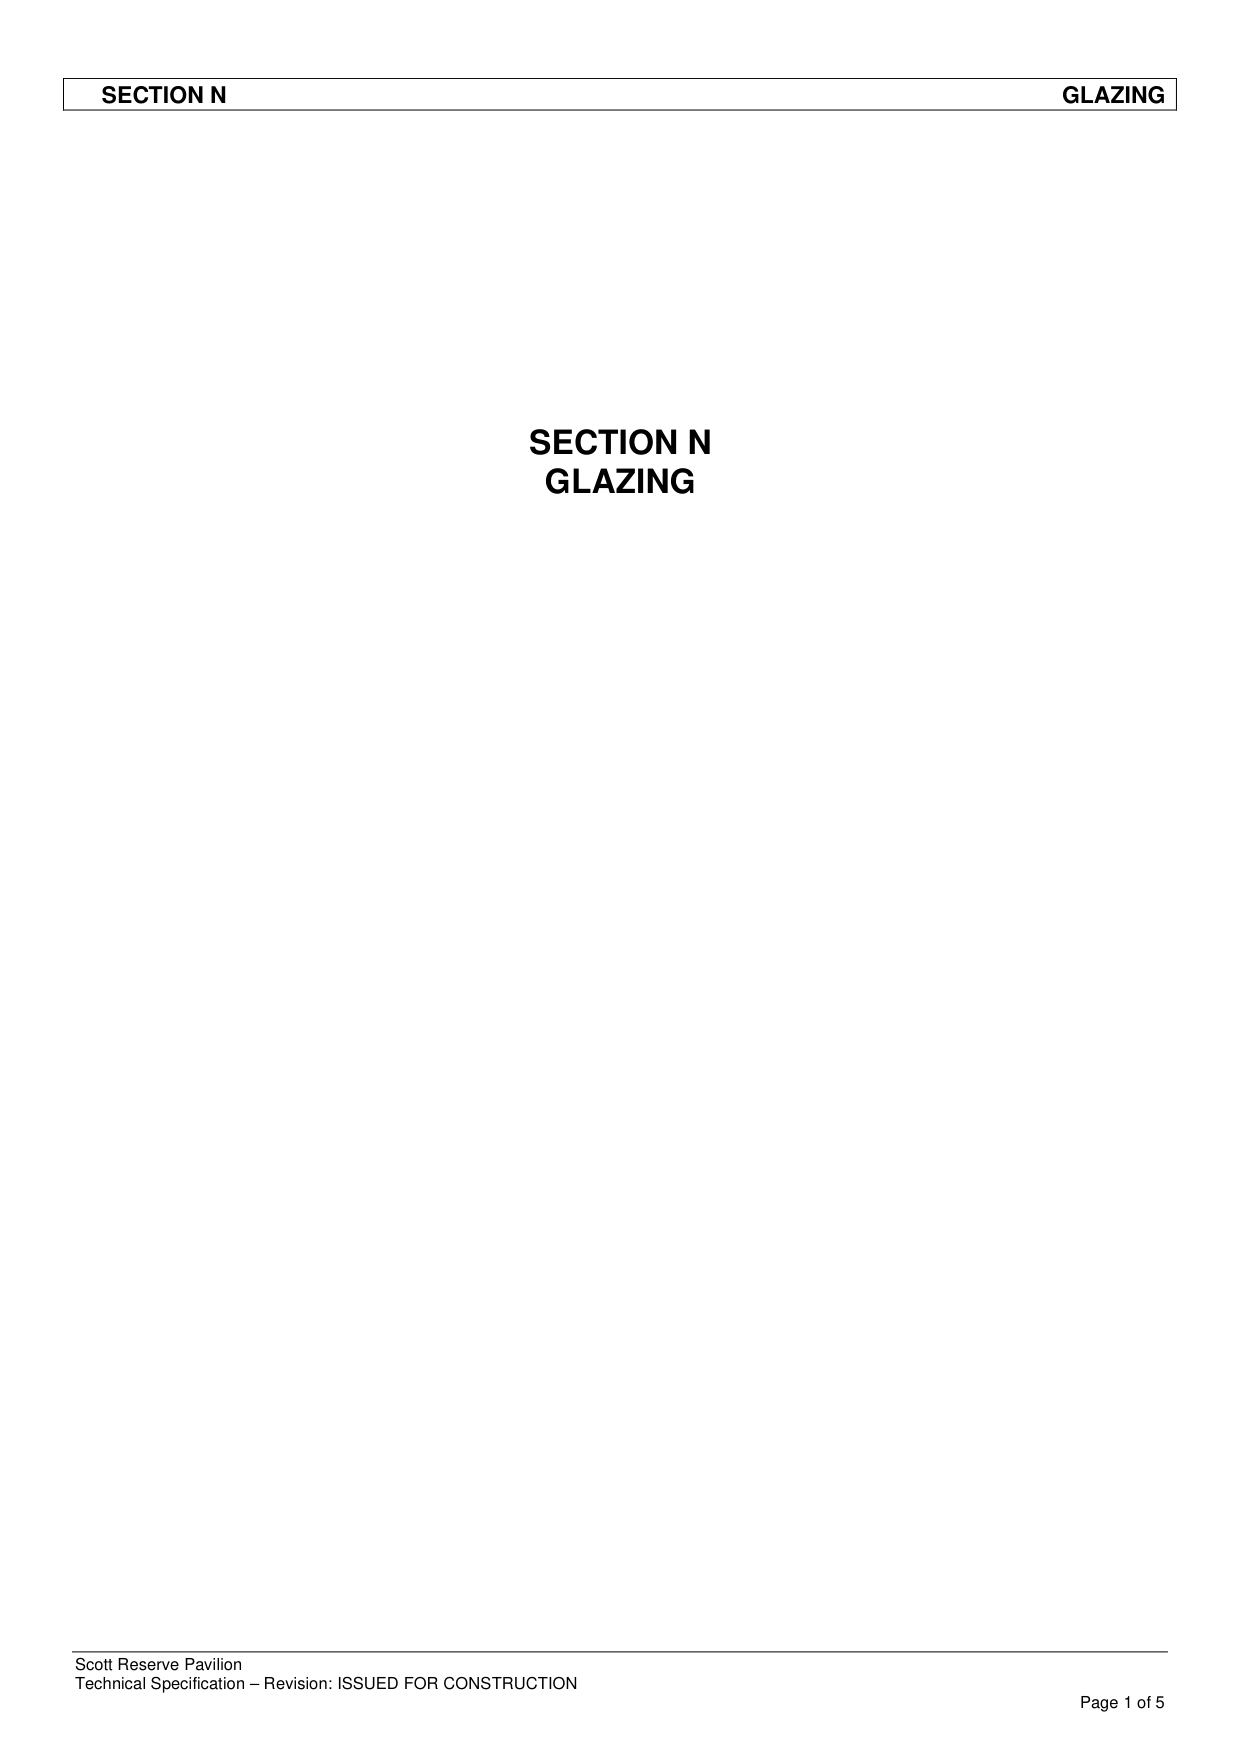 SECTION N GLAZING
SECTION N
GLAZING
Scott Reserve Pavilion
Technical Specification – Revision: ISSUED FOR CONSTRUCTION
Page 1 of 5